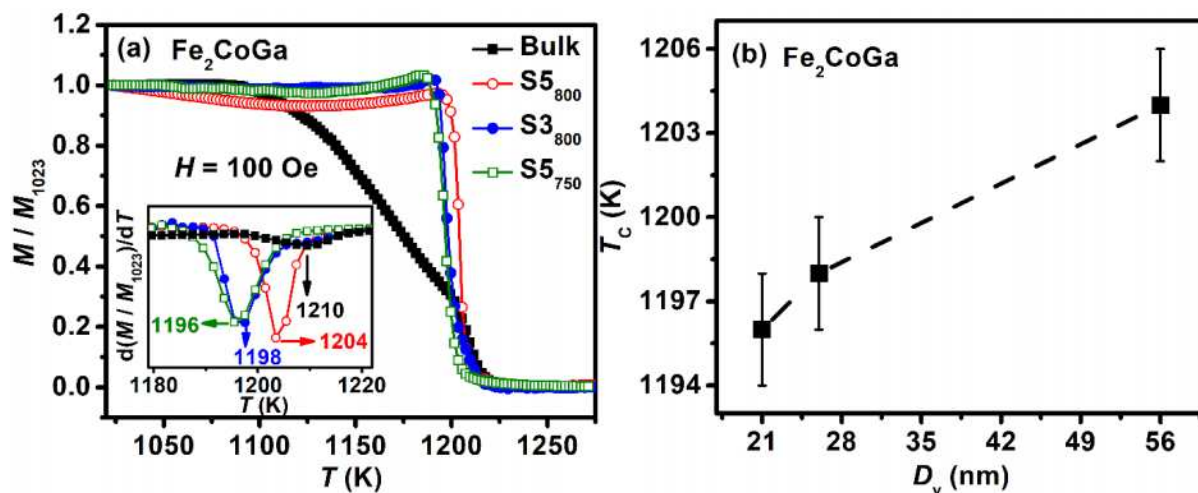 (a) Fe₂CoGa
Bulk
S5₈₀₀
S3₈₀₀
S5₇₅₀
H = 100 Oe
M / M₁₀₂₃
1.2
1.0
0.8
0.6
0.4
0.2
0.0
1050 1100 1150 1200 1250
T (K)
d(M / M₁₀₂₃)/dT
1210
1196
1198
1204
1180 1200 1220
T (K)
(b) Fe₂CoGa
T_C (K)
1206
1203
1200
1197
1194
21 28 35 42 49 56
D_v (nm)